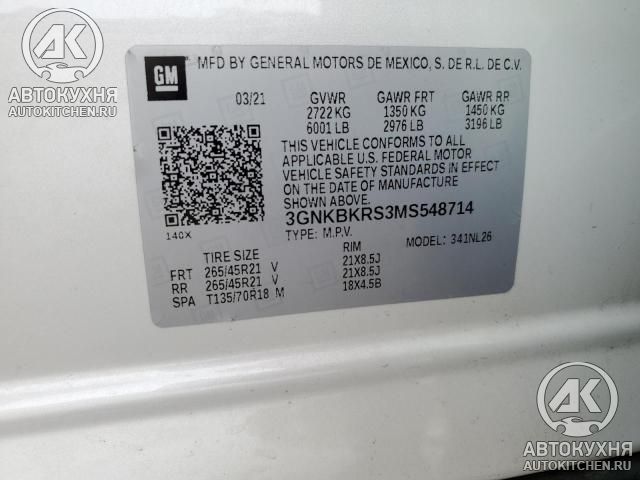 GM
MFD BY GENERAL MOTORS DE MEXICO, S. DE R.L. DE C.V.
03/21 GVWR GAWR FRT GAWR RR
2722 KG 1350 KG 1450 KG
6001 LB 2976 LB 3196 LB
THIS VEHICLE CONFORMS TO ALL
APPLICABLE U.S. FEDERAL MOTOR
VEHICLE SAFETY STANDARDS IN EFFECT
ON THE DATE OF MANUFACTURE
SHOWN ABOVE.
3GNKBKRS3MS548714
140X
TYPE: M.P.V. MODEL: 341NL26
TIRE SIZE RIM
FRT 265/45R21 V 21X8.5J
RR 265/45R21 V 21X8.5J
SPA T135/70R18 M 18X4.5B
АК
АВТОКУХНЯ
AUTOKITCHEN.RU
АК
АВТОКУХНЯ
AUTOKITCHEN.RU
АК
АВТОКУХНЯ
AUTOKITCHEN.RU